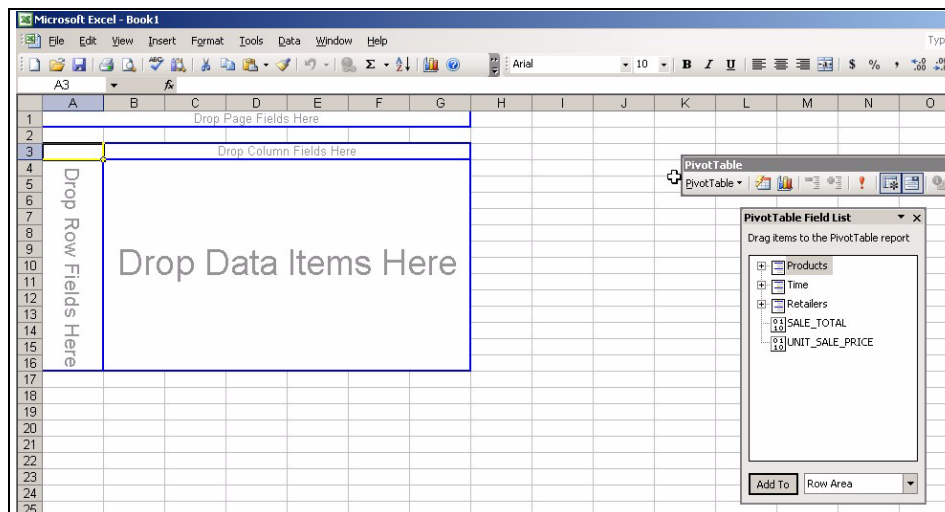 Microsoft Excel - Book1
File Edit View Insert Format Tools Data Window Help
Typ
Arial 10 B I U $ % ,
A3 fx
A B C D E F G H I J K L M N O
1 Drop Page Fields Here
2
3 Drop Column Fields Here
4
PivotTable
5
PivotTable
6
7
PivotTable Field List
8
Drag items to the PivotTable report
9
Drop Row Fields Here
Drop Data Items Here
10
Products
11
Time
12
Retailers
13
14
SALE_TOTAL
15
UNIT_SALE_PRICE
16
17
18
19
20
21
22
23
24
Add To Row Area
25